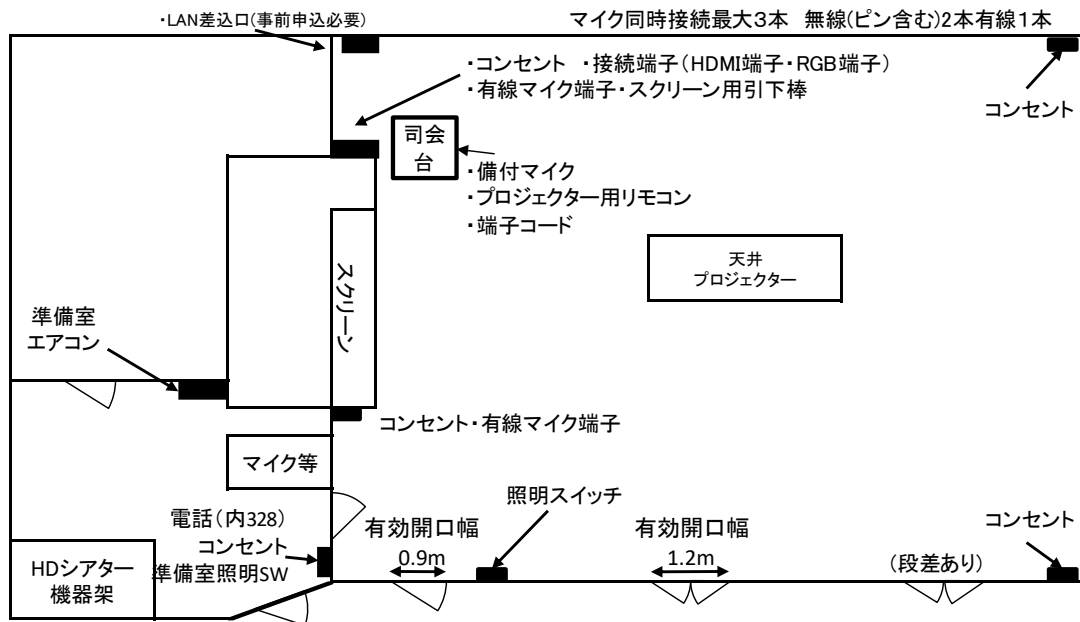 ・LAN差込口(事前申込必要)
マイク同時接続最大3本 無線(ピン含む)2本有線1本
・コンセント ・接続端子(HDMI端子・RGB端子)
・有線マイク端子・スクリーン用引下棒
コンセント
司会
台
・備付マイク
・プロジェクター用リモコン
・端子コード
天井
プロジェクター
スクリーン
準備室
エアコン
コンセント・有線マイク端子
マイク等
照明スイッチ
電話(内328)
コンセント
準備室照明SW
有効開口幅
0.9m
有効開口幅
1.2m
コンセント
(段差あり)
HDシアター
機器架